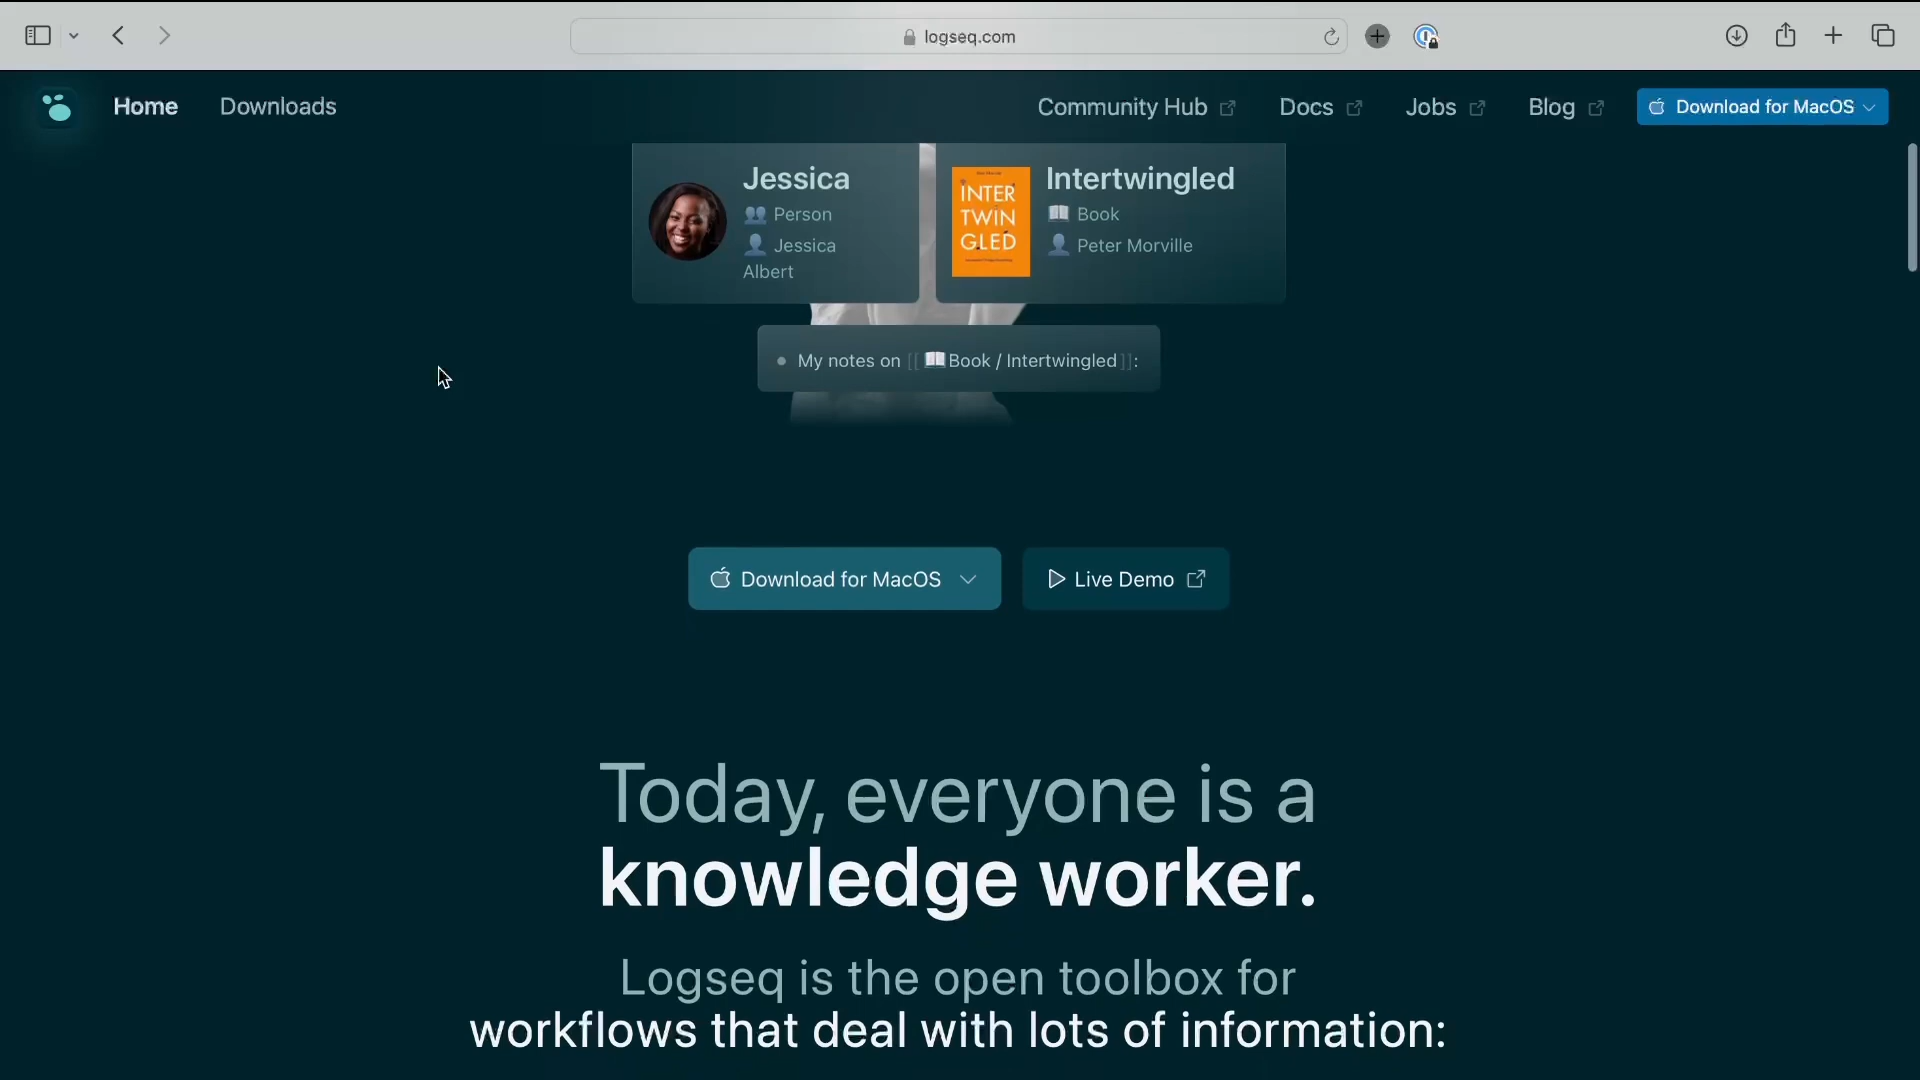 logseq.com
Home
Downloads
Community Hub
Docs
Jobs
Blog
Download for MacOS
Jessica
Person
Jessica
Albert
INTER
TWIN
GLED
Intertwingled
Book
Peter Morville
My notes on [[ Book / Intertwingled ]]:
Download for MacOS
Live Demo
Today, everyone is a
knowledge worker.
Logseq is the open toolbox for
workflows that deal with lots of information: